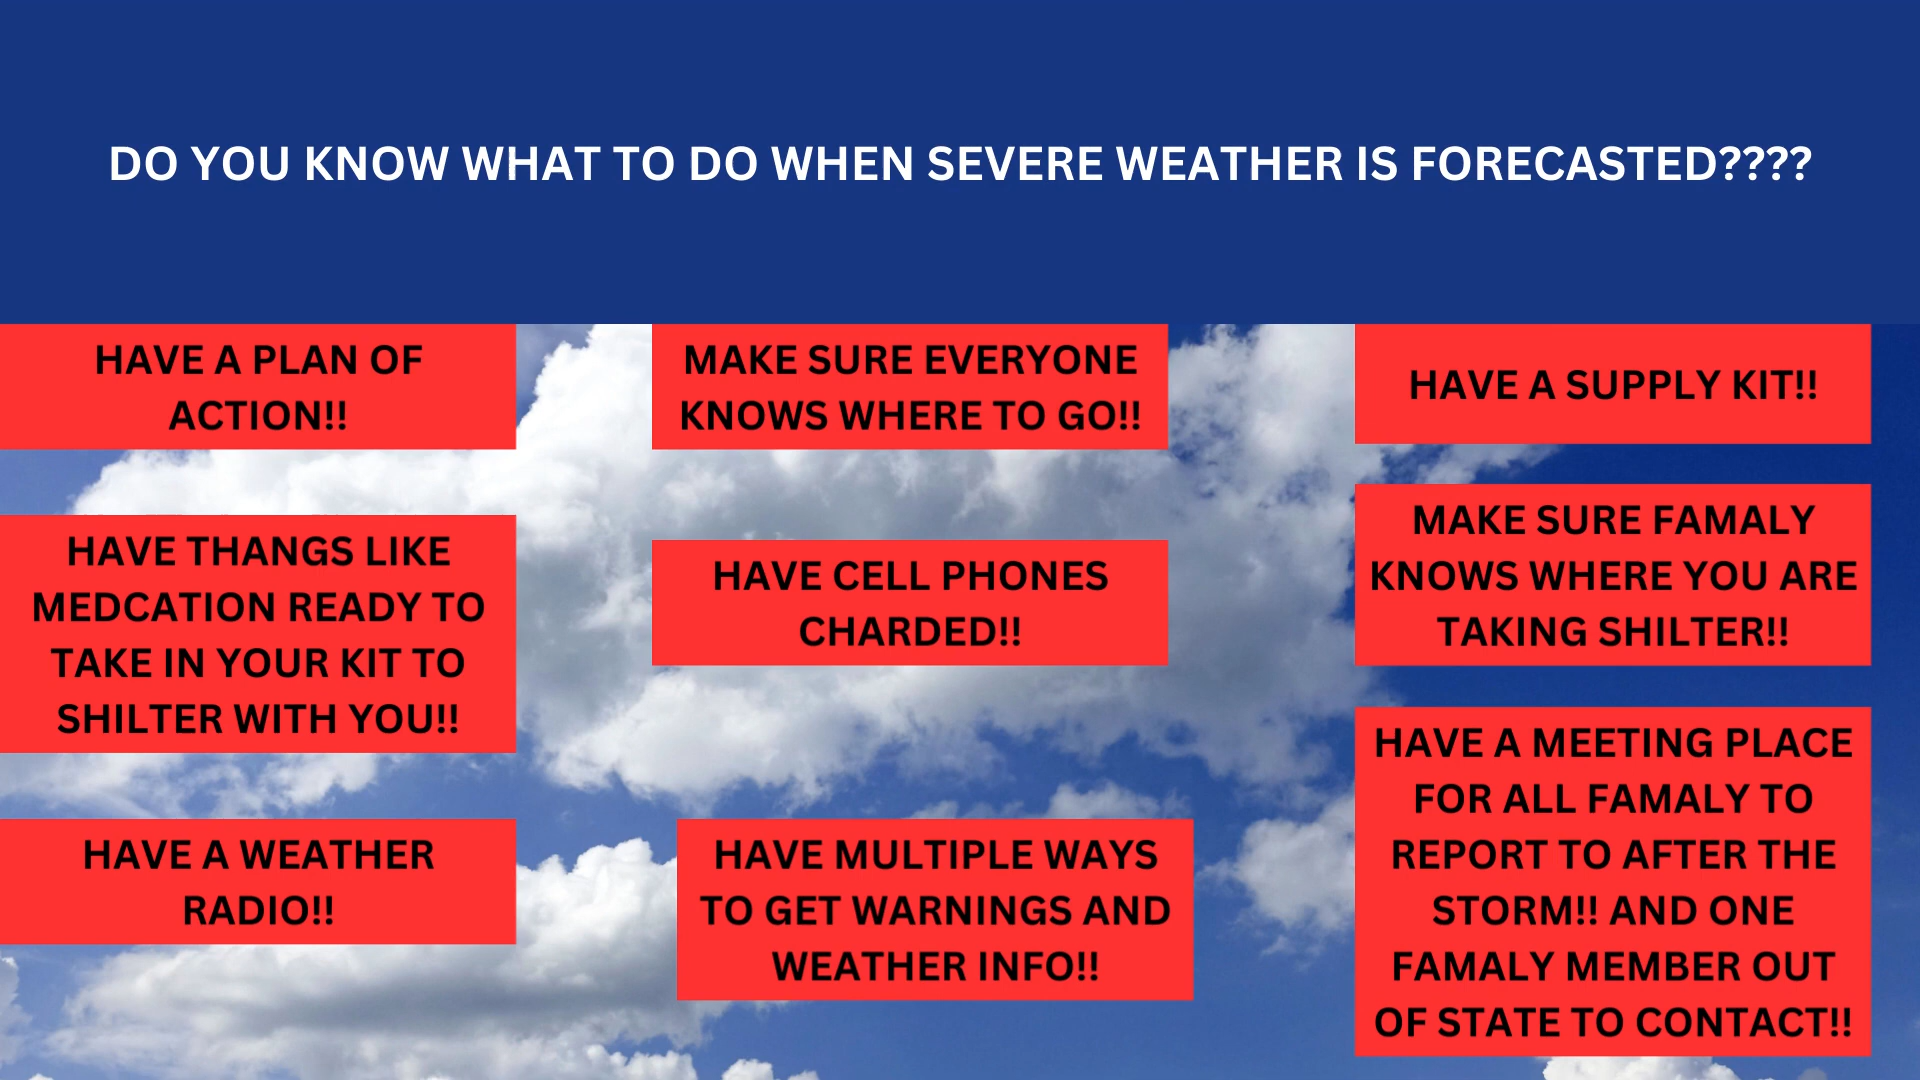 DO YOU KNOW WHAT TO DO WHEN SEVERE WEATHER IS FORECASTED????
HAVE A PLAN OF
ACTION!!
MAKE SURE EVERYONE
KNOWS WHERE TO GO!!
HAVE A SUPPLY KIT!!
HAVE THANGS LIKE
MEDCATION READY TO
TAKE IN YOUR KIT TO
SHILTER WITH YOU!!
HAVE CELL PHONES
CHARDED!!
MAKE SURE FAMALY
KNOWS WHERE YOU ARE
TAKING SHILTER!!
HAVE A WEATHER
RADIO!!
HAVE MULTIPLE WAYS
TO GET WARNINGS AND
WEATHER INFO!!
HAVE A MEETING PLACE
FOR ALL FAMALY TO
REPORT TO AFTER THE
STORM!! AND ONE
FAMALY MEMBER OUT
OF STATE TO CONTACT!!